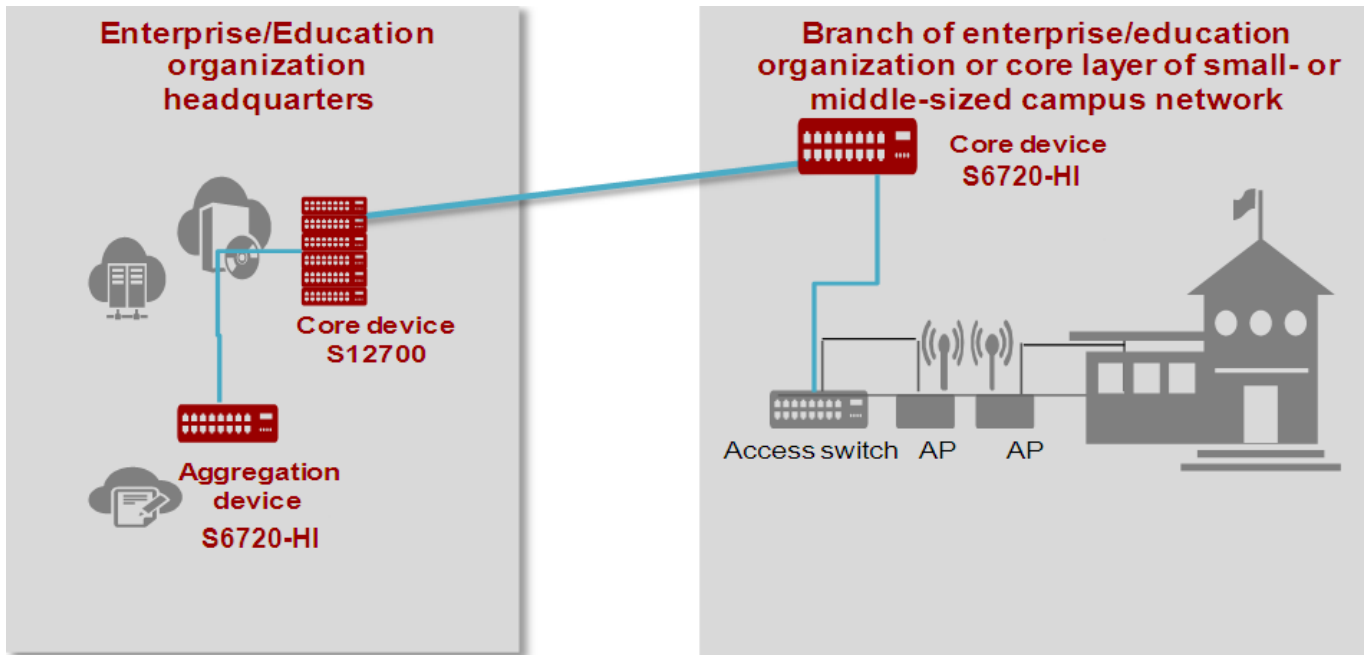 Enterprise/Education
organization
headquarters
Core device
S12700
Aggregation
device
S6720-HI
Branch of enterprise/education
organization or core layer of small- or
middle-sized campus network
Core device
S6720-HI
Access switch
AP
AP